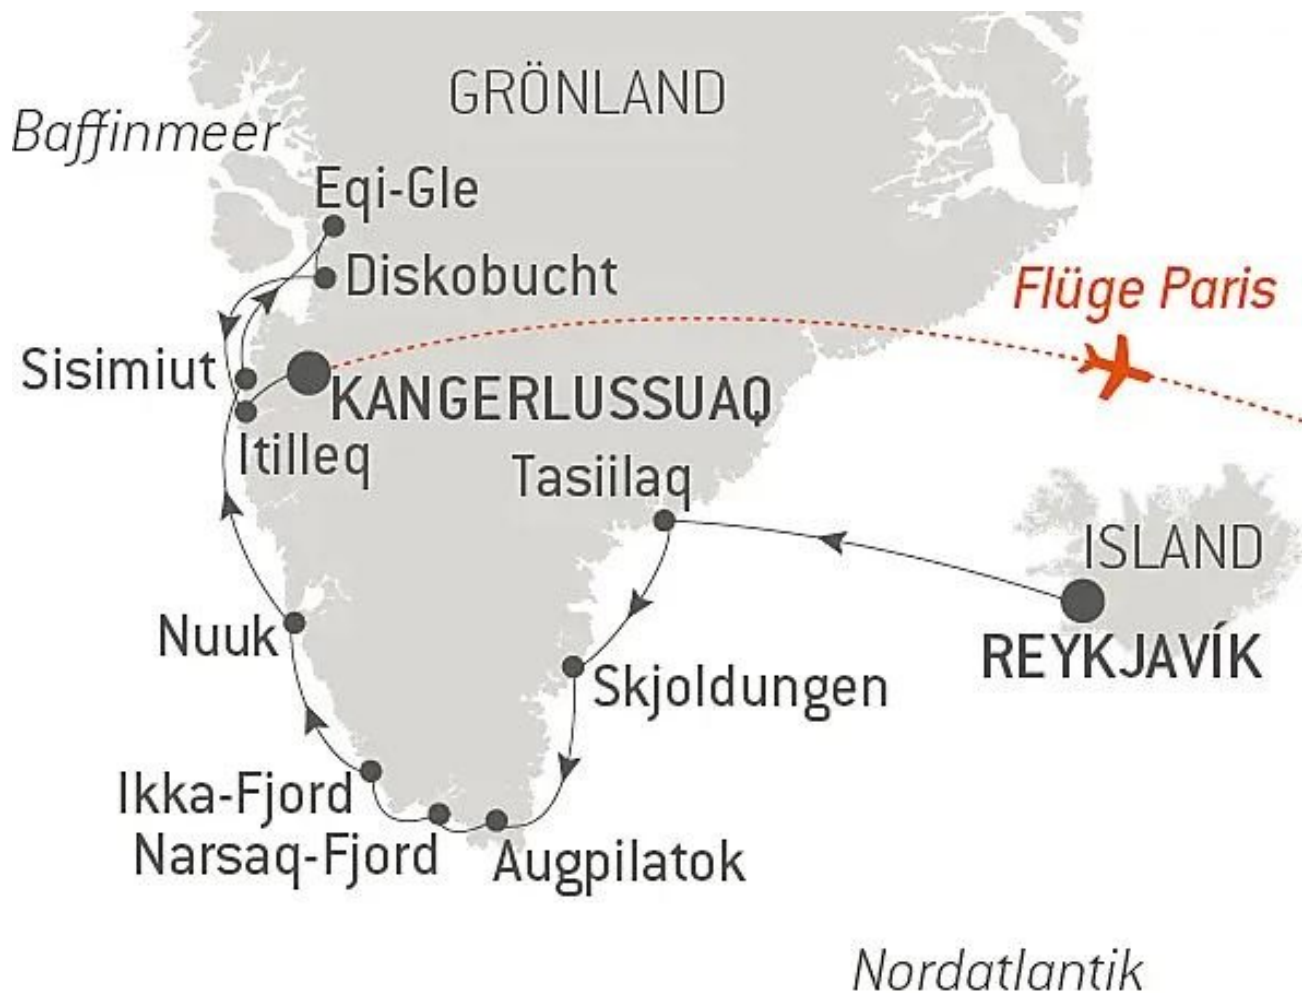 GRÖNLAND
Baffinmeer
Eqi-Gle
Diskobucht
Flüge Paris
Sisimiut
KANGERLUSSUAQ
Itilleq
Tasiilaq
ISLAND
Nuuk
REYKJAVÍK
Skjoldungen
Ikka-Fjord
Narsaq-Fjord
Augpilatok
Nordatlantik